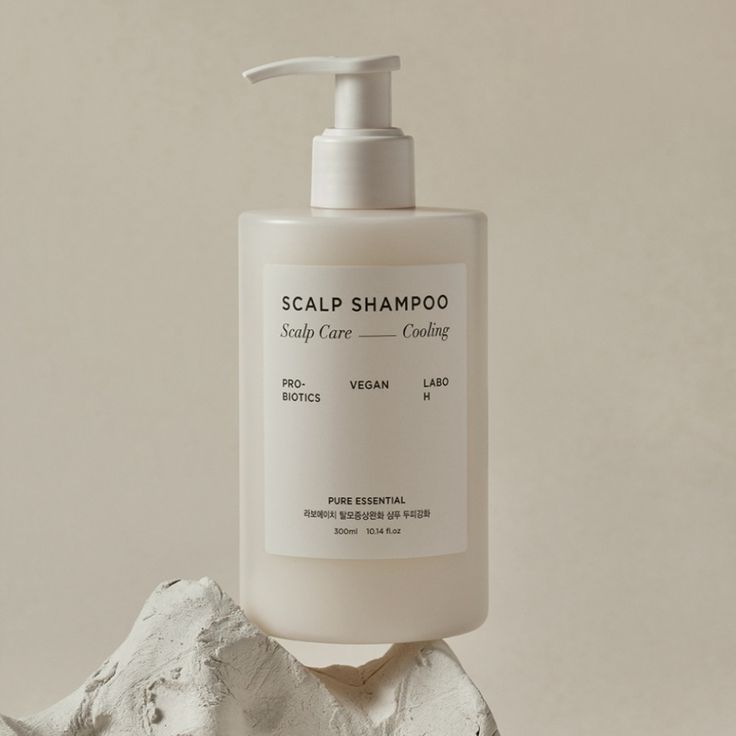 SCALP SHAMPOO
Scalp Care Cooling
PRO-
BIOTICS
VEGAN
LABO
H
PURE ESSENTIAL
라보에이치 탈모증상완화 샴푸 두피강화
300ml 10.14 fl.oz